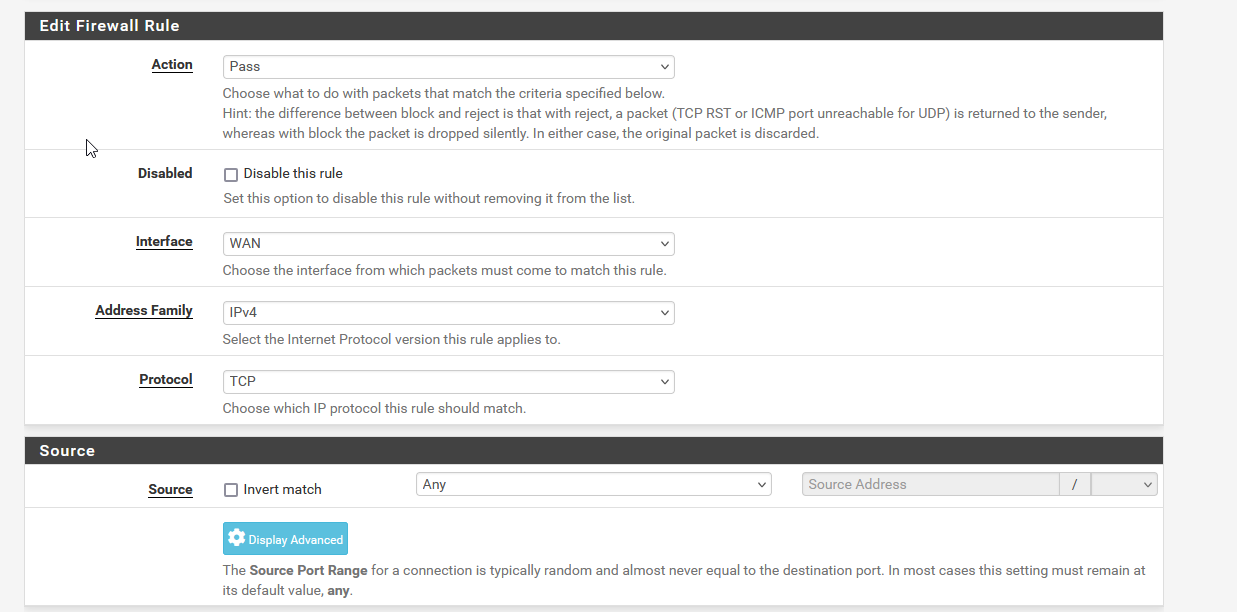 Edit Firewall Rule
Action
Pass
Choose what to do with packets that match the criteria specified below.
Hint: the difference between block and reject is that with reject, a packet (TCP RST or ICMP port unreachable for UDP) is returned to the sender,
whereas with block the packet is dropped silently. In either case, the original packet is discarded.
Disabled
Disable this rule
Set this option to disable this rule without removing it from the list.
Interface
WAN
Choose the interface from which packets must come to match this rule.
Address Family
IPv4
Select the Internet Protocol version this rule applies to.
Protocol
TCP
Choose which IP protocol this rule should match.
Source
Source
Invert match
Any
Source Address
/
Display Advanced
The Source Port Range for a connection is typically random and almost never equal to the destination port. In most cases this setting must remain at
its default value, any.